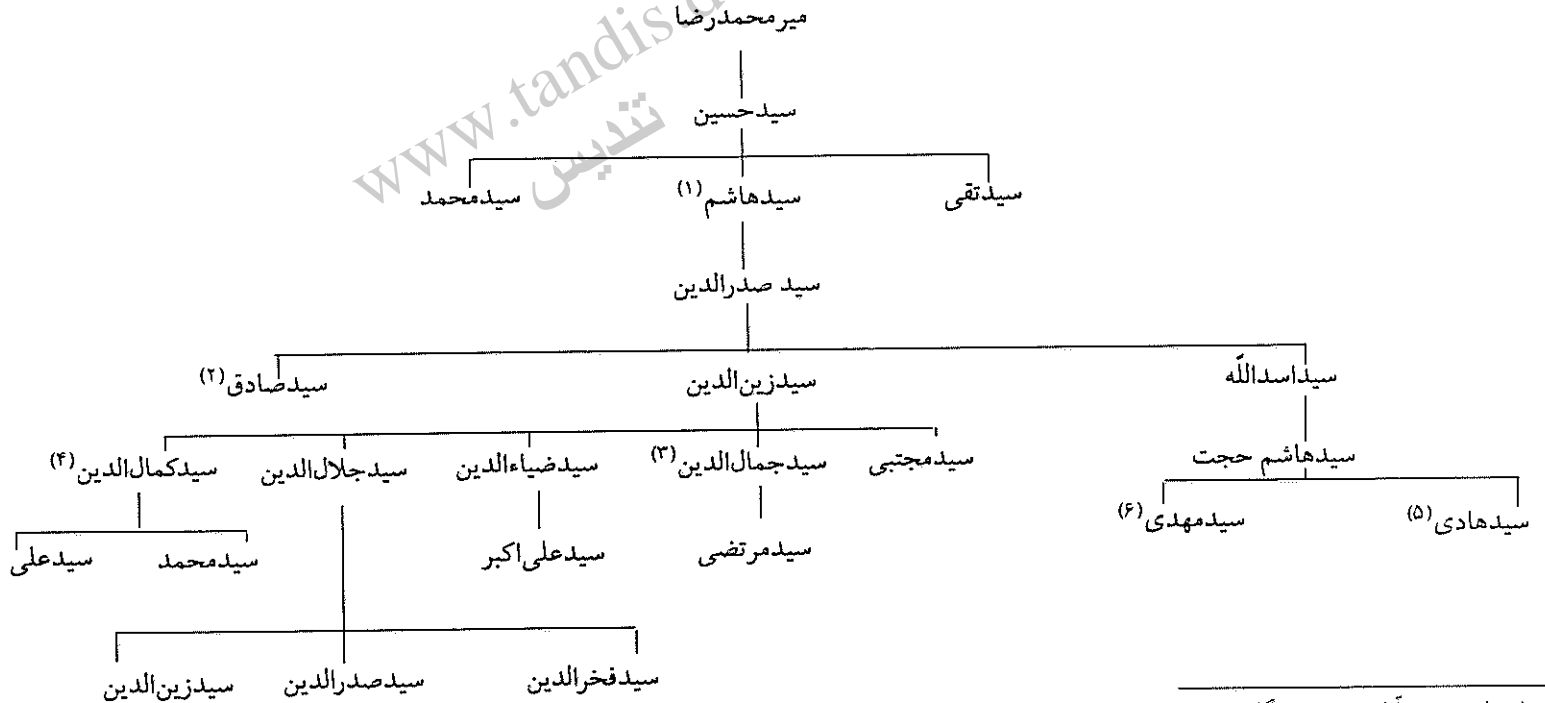 میرمحمدرضا
سیدحسین
سیدتقی سیدهاشم (۱) سیدمحمد
سید صدرالدین
سیداسداللّه سیدزین‌الدین سیدصادق (۲)
سیدهاشم حجت سیدمجتبی سیدجمال‌الدین (۳) سیدضیاءالدین سیدجلال‌الدین سیدکمال‌الدین (۴)
سیدهادی (۵) سیدمهدی (۶)
سیدمرتضی سیدعلی‌اکبر سیدمحمد سیدعلی
سیدفخرالدین سیدصدرالدین سیدزین‌الدین
www.tandis.
تندیس